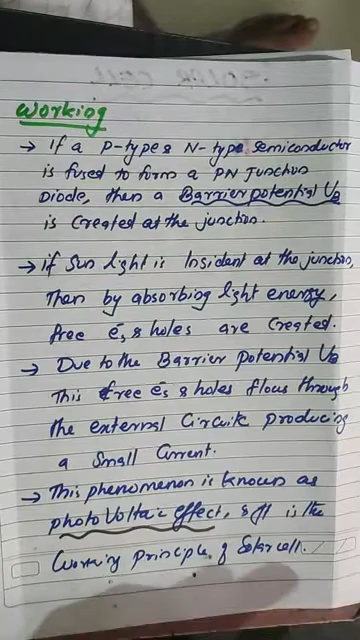 Working
→ If a P-type & N-type semiconductor
is fused to form a PN Junction
Diode, then a Barrier potential VB
is created at the junction.
→ if Sun light is Insident at the junction,
Then by absorbing light energy,
free e̅s & holes are created.
→ Due to the Barrier Potential VB
This free e̅s & holes flows through
the external Circuit producing
a Small Current.
→ This phenomenon is known as
photo Voltaic effect, & It is the
Working principle of Solar cell.